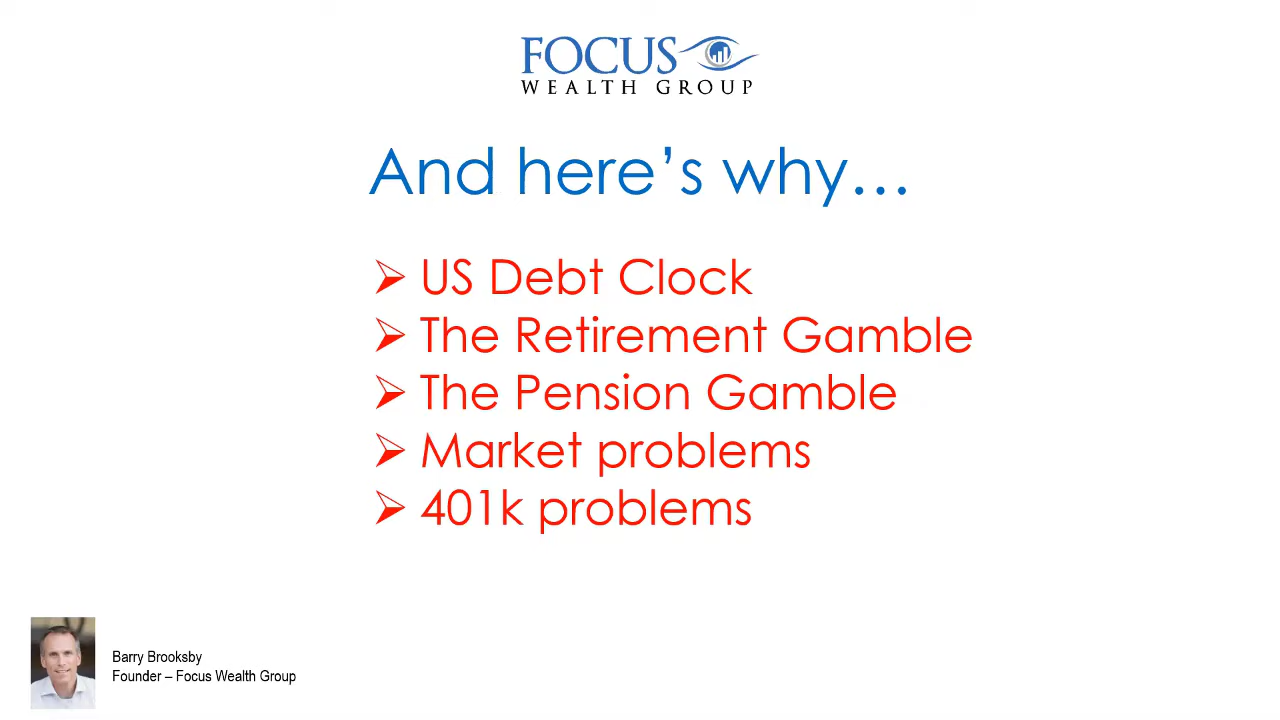 FOCUS
WEALTH GROUP
And here’s why…
➢ US Debt Clock
➢ The Retirement Gamble
➢ The Pension Gamble
➢ Market problems
➢ 401k problems
Barry Brooksby
Founder – Focus Wealth Group